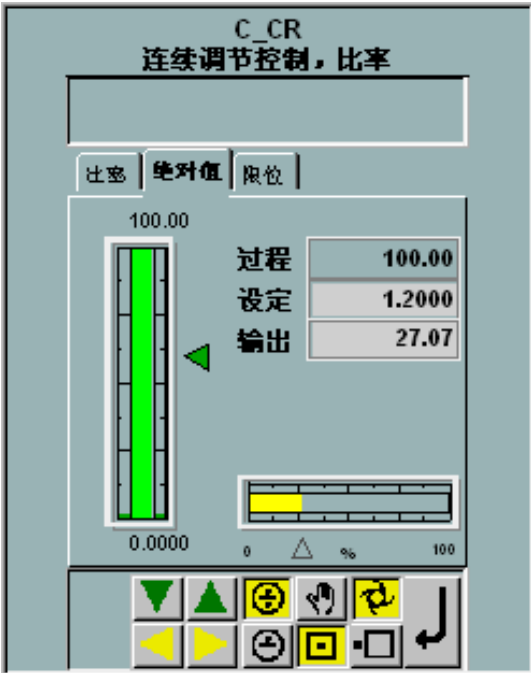 C_CR
连续调节控制，比率
比率 绝对值 限位
100.00
过程 100.00
设定 1.2000
输出 27.07
0.0000
0 % 100